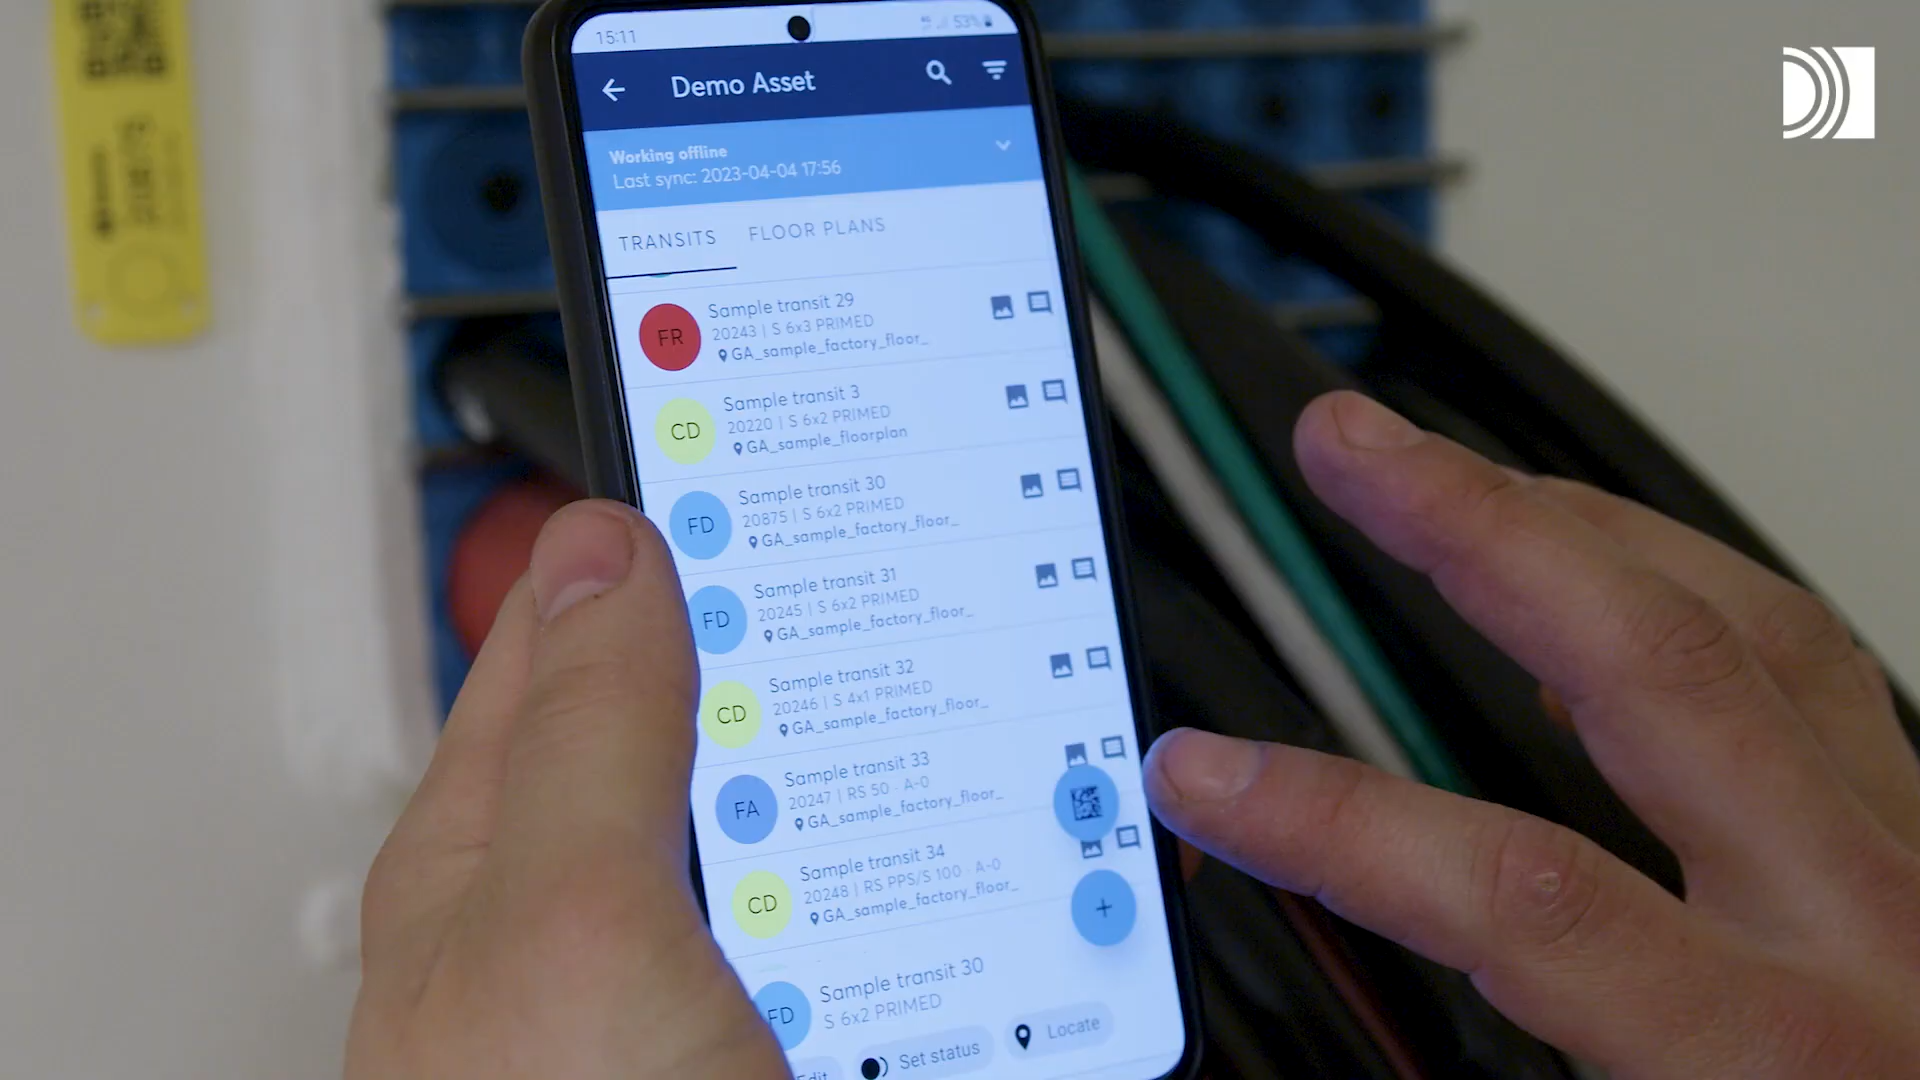 15:11
53%
Demo Asset
Working offline
Last sync: 2023-04-04 17:56
TRANSITS FLOOR PLANS
FR
Sample transit 29
20243 | S 6x3 PRIMED
GA_sample_factory_floor_
CD
Sample transit 3
20220 | S 6x2 PRIMED
GA_sample_floorplan
FD
Sample transit 30
20875 | S 6x2 PRIMED
GA_sample_factory_floor_
FD
Sample transit 31
20245 | S 6x2 PRIMED
GA_sample_factory_floor_
CD
Sample transit 32
20246 | S 4x1 PRIMED
GA_sample_factory_floor_
FA
Sample transit 33
20247 | RS 50 - A-0
GA_sample_factory_floor_
CD
Sample transit 34
20248 | RS PPS/S 100 - A-0
GA_sample_factory_floor_
+
FD
Sample transit 30
S 6x2 PRIMED
Edit Set status Locate